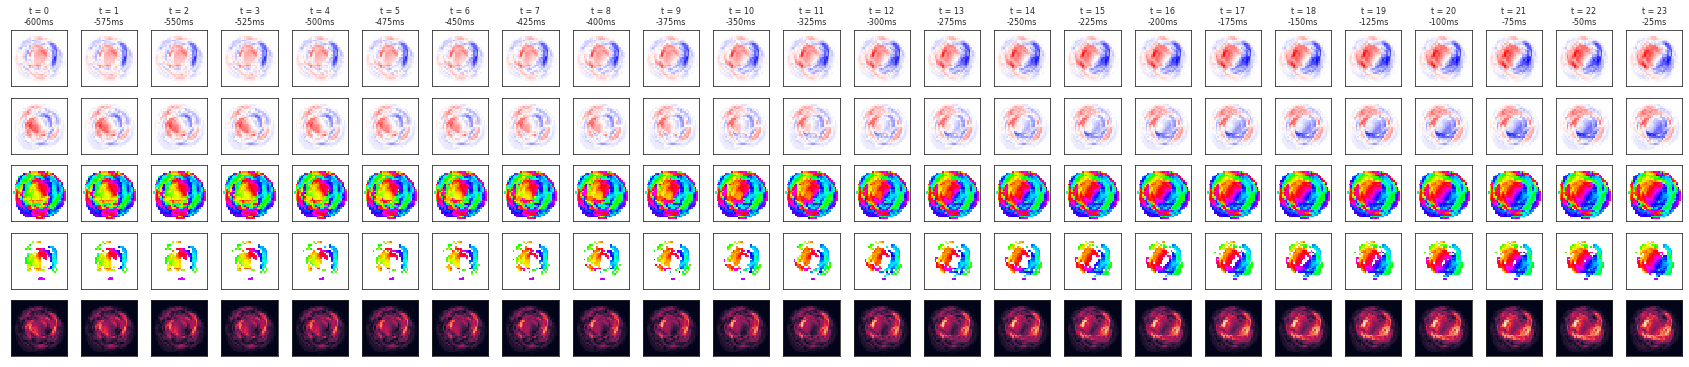 t = 0 t = 1 t = 2 t = 3 t = 4 t = 5 t = 6 t = 7 t = 8 t = 9 t = 10 t = 11 t = 12 t = 13 t = 14 t = 15 t = 16 t = 17 t = 18 t = 19 t = 20 t = 21 t = 22 t = 23
-600ms -575ms -550ms -525ms -500ms -475ms -450ms -425ms -400ms -375ms -350ms -325ms -300ms -275ms -250ms -225ms -200ms -175ms -150ms -125ms -100ms -75ms -50ms -25ms